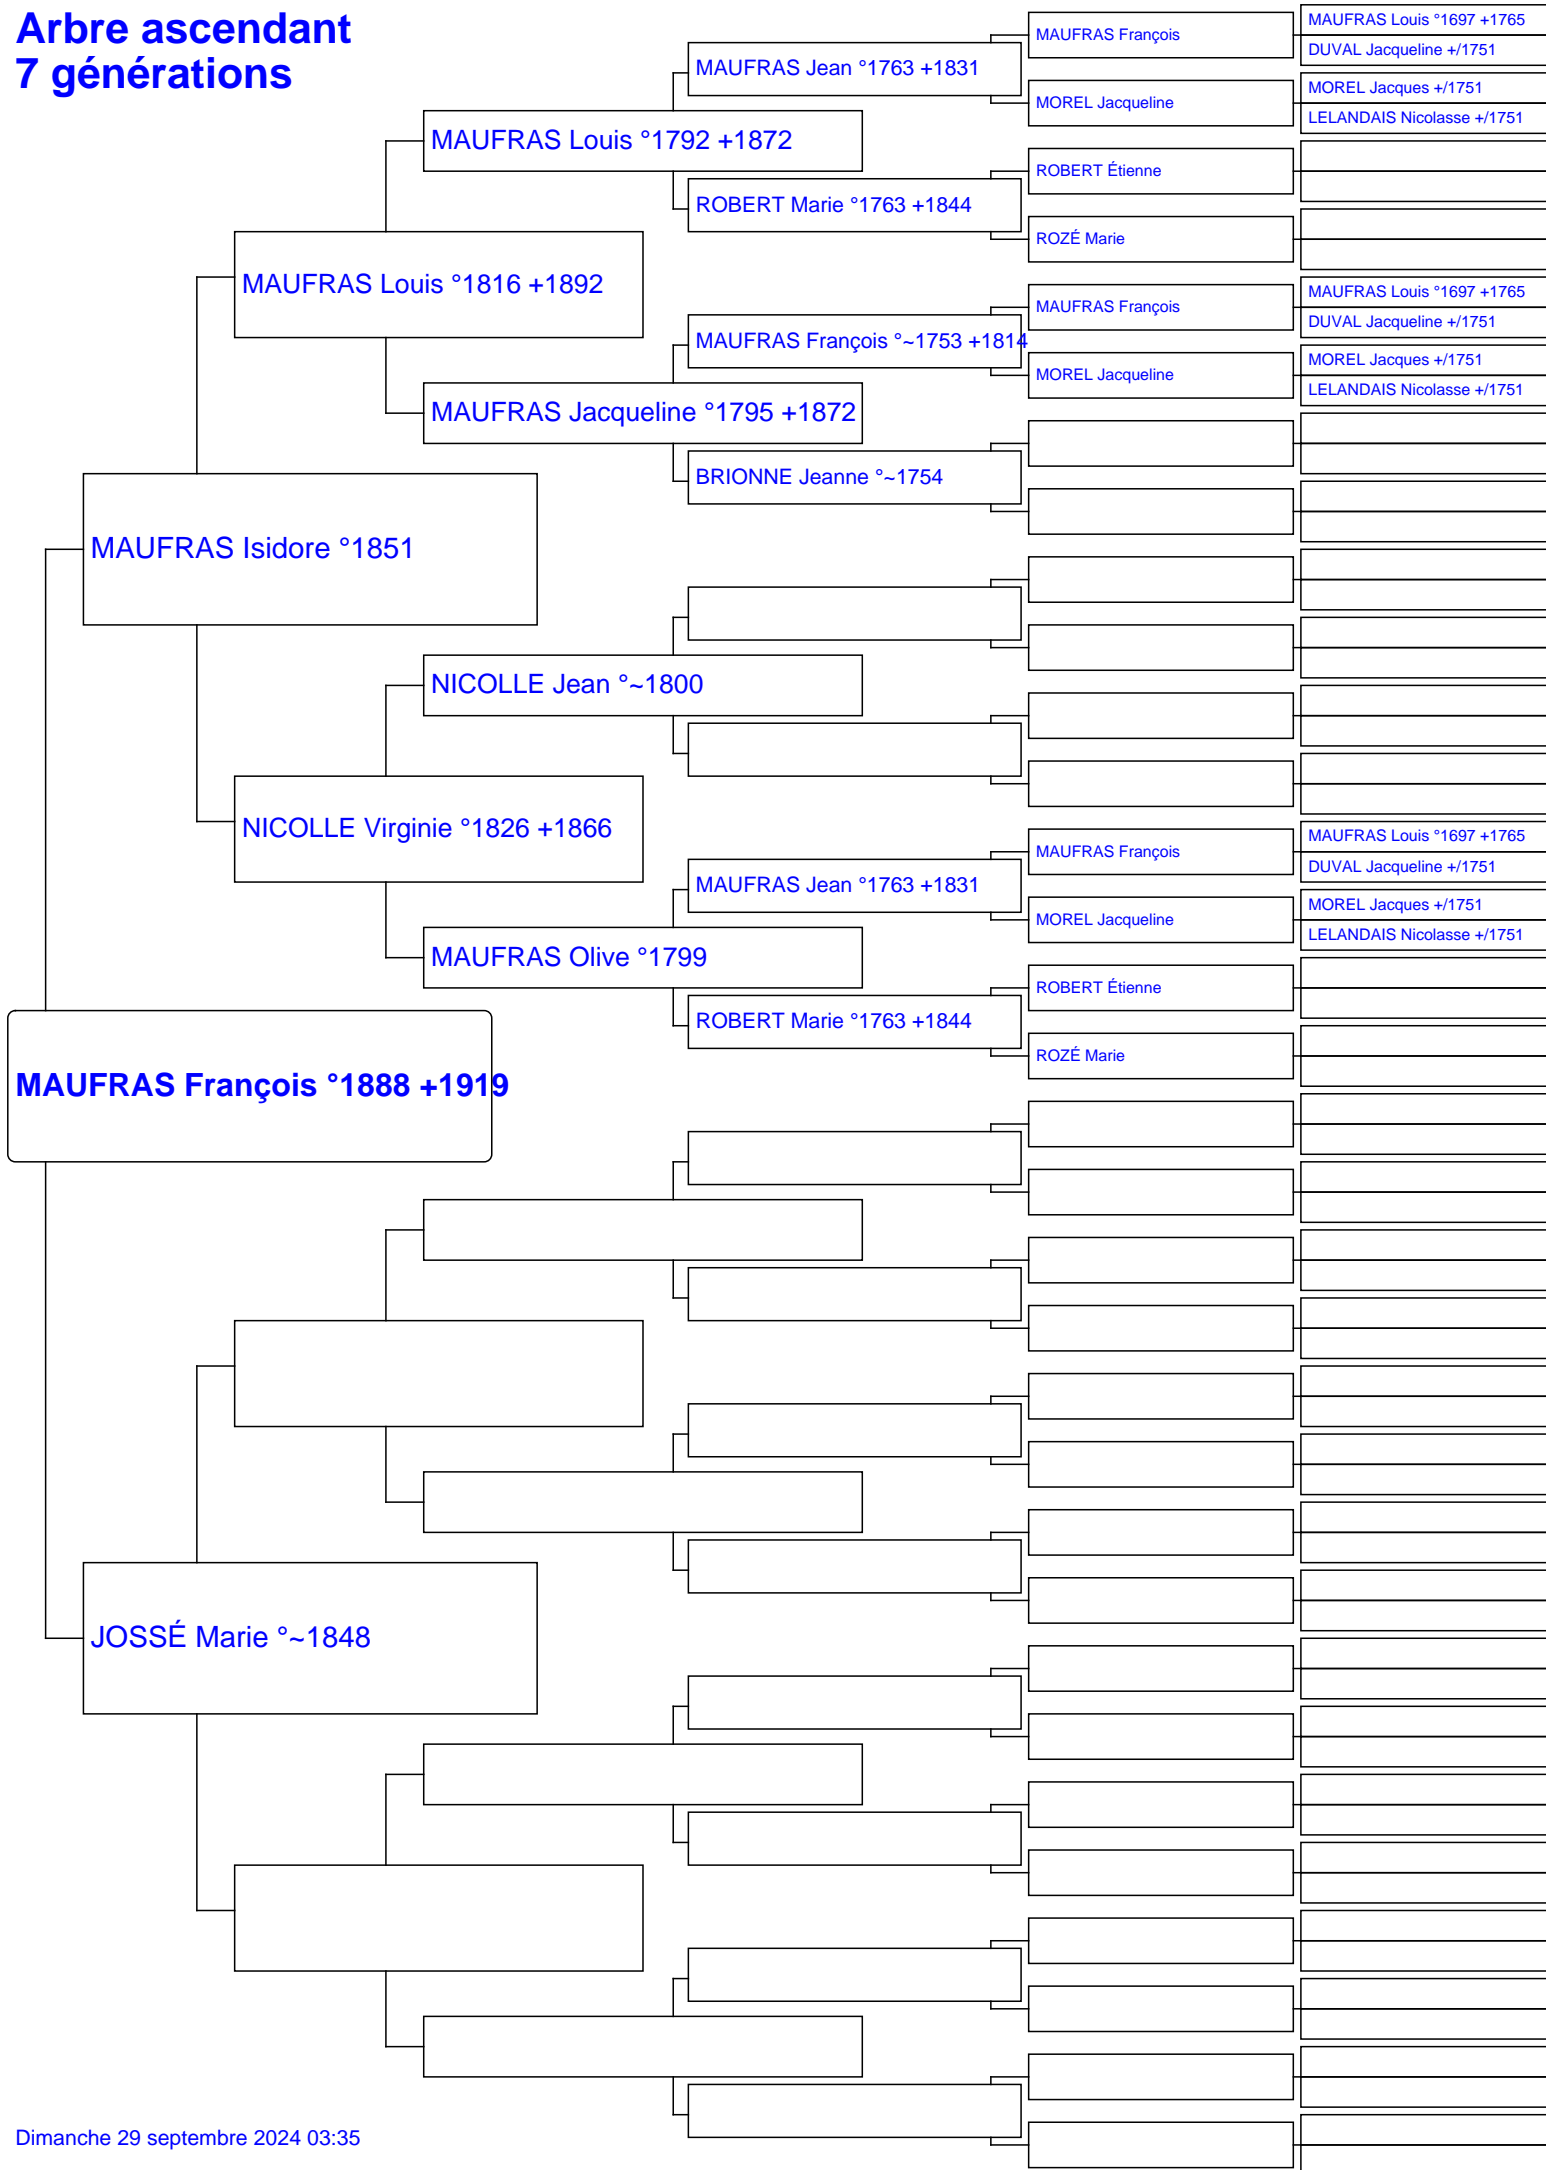 Arbre ascendant
7 générations
MAUFRAS François °1888 +1919
MAUFRAS Isidore °1851
JOSSÉ Marie °~1848
MAUFRAS Louis °1816 +1892
NICOLLE Virginie °1826 +1866
MAUFRAS Louis °1792 +1872
MAUFRAS Jacqueline °1795 +1872
NICOLLE Jean °~1800
MAUFRAS Olive °1799
MAUFRAS Jean °1763 +1831
ROBERT Marie °1763 +1844
MAUFRAS François °~1753 +1814
BRIONNE Jeanne °~1754
MAUFRAS Jean °1763 +1831
ROBERT Marie °1763 +1844
MAUFRAS François
MOREL Jacqueline
ROBERT Étienne
ROZÉ Marie
MAUFRAS François
MOREL Jacqueline
MAUFRAS François
MOREL Jacqueline
ROBERT Étienne
ROZÉ Marie
MAUFRAS Louis °1697 +1765
DUVAL Jacqueline +/1751
MOREL Jacques +/1751
LELANDAIS Nicolasse +/1751
MAUFRAS Louis °1697 +1765
DUVAL Jacqueline +/1751
MOREL Jacques +/1751
LELANDAIS Nicolasse +/1751
MAUFRAS Louis °1697 +1765
DUVAL Jacqueline +/1751
MOREL Jacques +/1751
LELANDAIS Nicolasse +/1751
Dimanche 29 septembre 2024 03:35